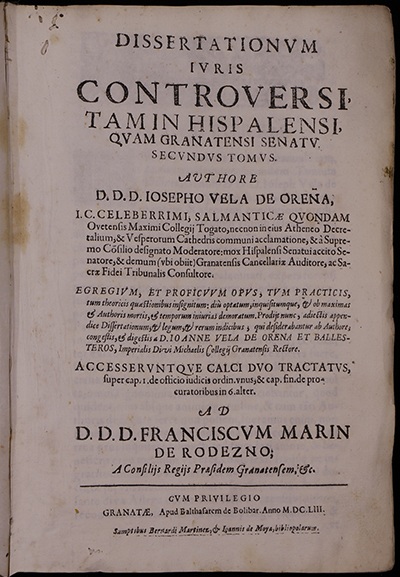 DISSERTATIONVM
IVRIS
CONTROVERSI,
TAM IN HISPALENSI,
QVAM GRANATENSI SENATV.
SECVNDVS TOMVS.
AVTHORE
D.D.D. IOSEPHO VELA DE OREÑA,
I.C. CELEBERRIMI, SALMANTICÆ QVONDAM
Ovetensis Maximi Collegij Togato, necnon in eius Atheneo Decre-
talium, & Vespertotum Cathedris communi acclamatione, & à Supre-
mo Cõsilio designato Moderatore: mox Hispalensi Senatui accito Se-
natore, & demum (vbi obiit) Granatensis Cancellariæ Auditore, ac Sa-
cræ Fidei Tribunalis Consultore.
EGREGIVM, ET PROFICVVM OPVS, TVM PRACTICIS,
tum theoricis quæstionibus insignitum: diù optatum, inquisitumque, & ob maximas
& Authoris mortis, & temporum iniurias demoratum. Prodijt nunc, adiectis appen-
dice Dissertationum, & legum, & rerum indicibus, qui desiderabantur ab Authore,
congestis, & digestis à D. IOANNE VELA DE ORENA ET BALLES-
TEROS, Imperialis Divi Michaelis Collegij Granatensis Rectore.
ACCESSERVNTQVE CALCI DVO TRACTATVS,
super cap. 1. de officio iudicis ordin. vnus, & cap. fin. de pro-
curatoribus in 6. alter.
AD
D.D.D. FRANCISCVM MARIN
DE RODEZNO;
A Consilijs Regijs Præsidem Granatensem, &c.
CVM PRIVILEGIO
GRANATÆ, Apud Balthasarem de Bolibar. Anno M.DC.LIII.
Sumptibus Bernardi Martinez, & Ioannis de Moya, bibliopolarum.